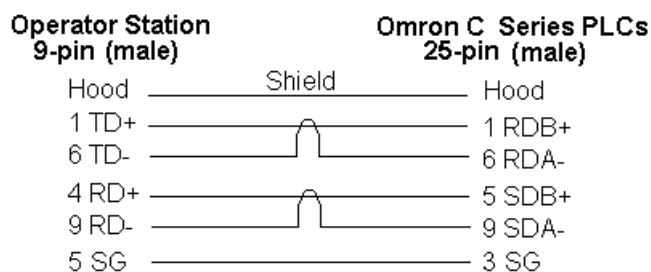 Operator Station Omron C Series PLCs
9-pin (male) 25-pin (male)
Hood Shield Hood
1 TD+ 1 RDB+
6 TD- 6 RDA-
4 RD+ 5 SDB+
9 RD- 9 SDA-
5 SG 3 SG